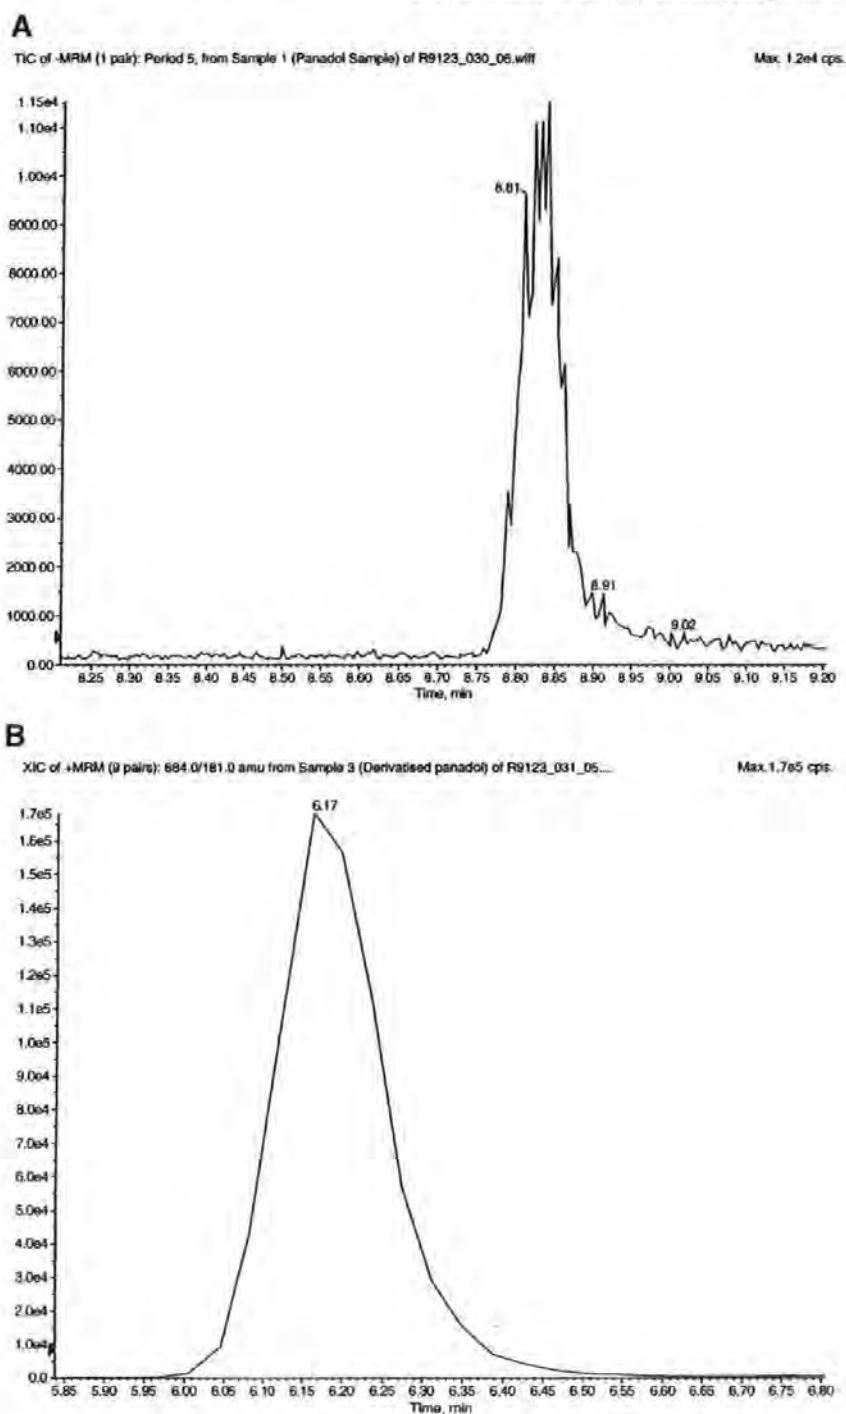 A
TIC of -MRM (1 pair): Period 5, from Sample 1 (Panadol Sample) of R9123_030_06.wiff Max. 1.2e4 cps.
1.15e4
1.10e4
1.00e4
9000.00
8000.00
7000.00
6000.00
5000.00
4000.00
3000.00
2000.00
1000.00
0.00
8.81
8.91
9.02
8.25 8.30 8.35 8.40 8.45 8.50 8.55 8.60 8.65 8.70 8.75 8.80 8.85 8.90 8.95 9.00 9.05 9.10 9.15 9.20
Time, min
B
XIC of +MRM (9 pairs): 684.0/181.0 amu from Sample 3 (Derivatised panadol) of R9123_031_05.... Max. 1.7e5 cps.
6.17
1.7e5
1.6e5
1.5e5
1.4e5
1.3e5
1.2e5
1.1e5
1.0e5
9.0e4
8.0e4
7.0e4
6.0e4
5.0e4
4.0e4
3.0e4
2.0e4
1.0e4
0.0
5.85 5.90 5.95 6.00 6.05 6.10 6.15 6.20 6.25 6.30 6.35 6.40 6.45 6.50 6.55 6.60 6.65 6.70 6.75 6.80
Time, min